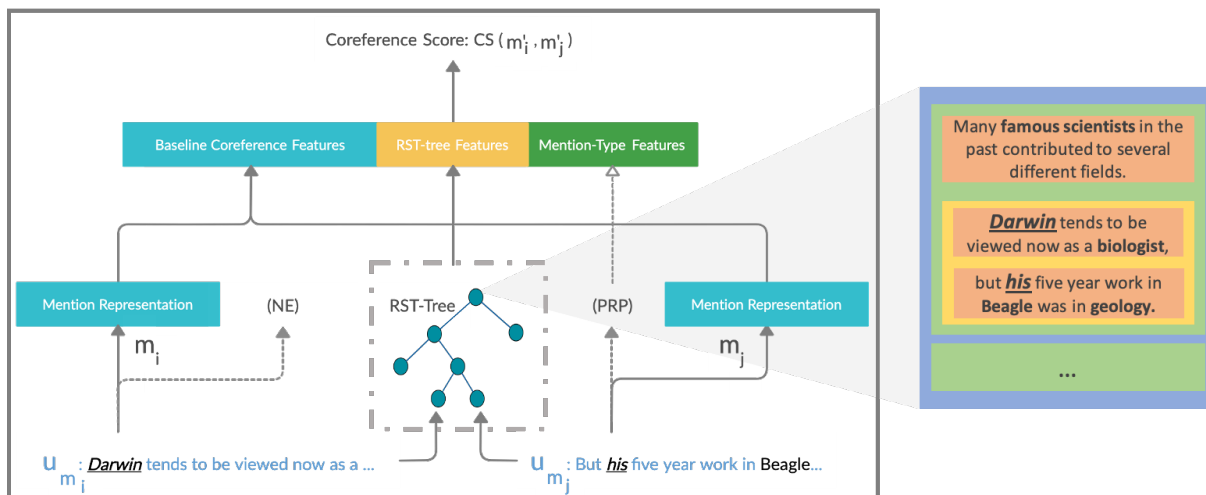 Coreference Score: CS (m'i , m'j )
Baseline Coreference Features
RST-tree Features
Mention-Type Features
Mention Representation
(NE)
RST-Tree
(PRP)
Mention Representation
mi
mj
umi: Darwin tends to be viewed now as a ...
umj: But his five year work in Beagle...
Many famous scientists in the
past contributed to several
different fields.
Darwin tends to be
viewed now as a biologist,
but his five year work in
Beagle was in geology.
...